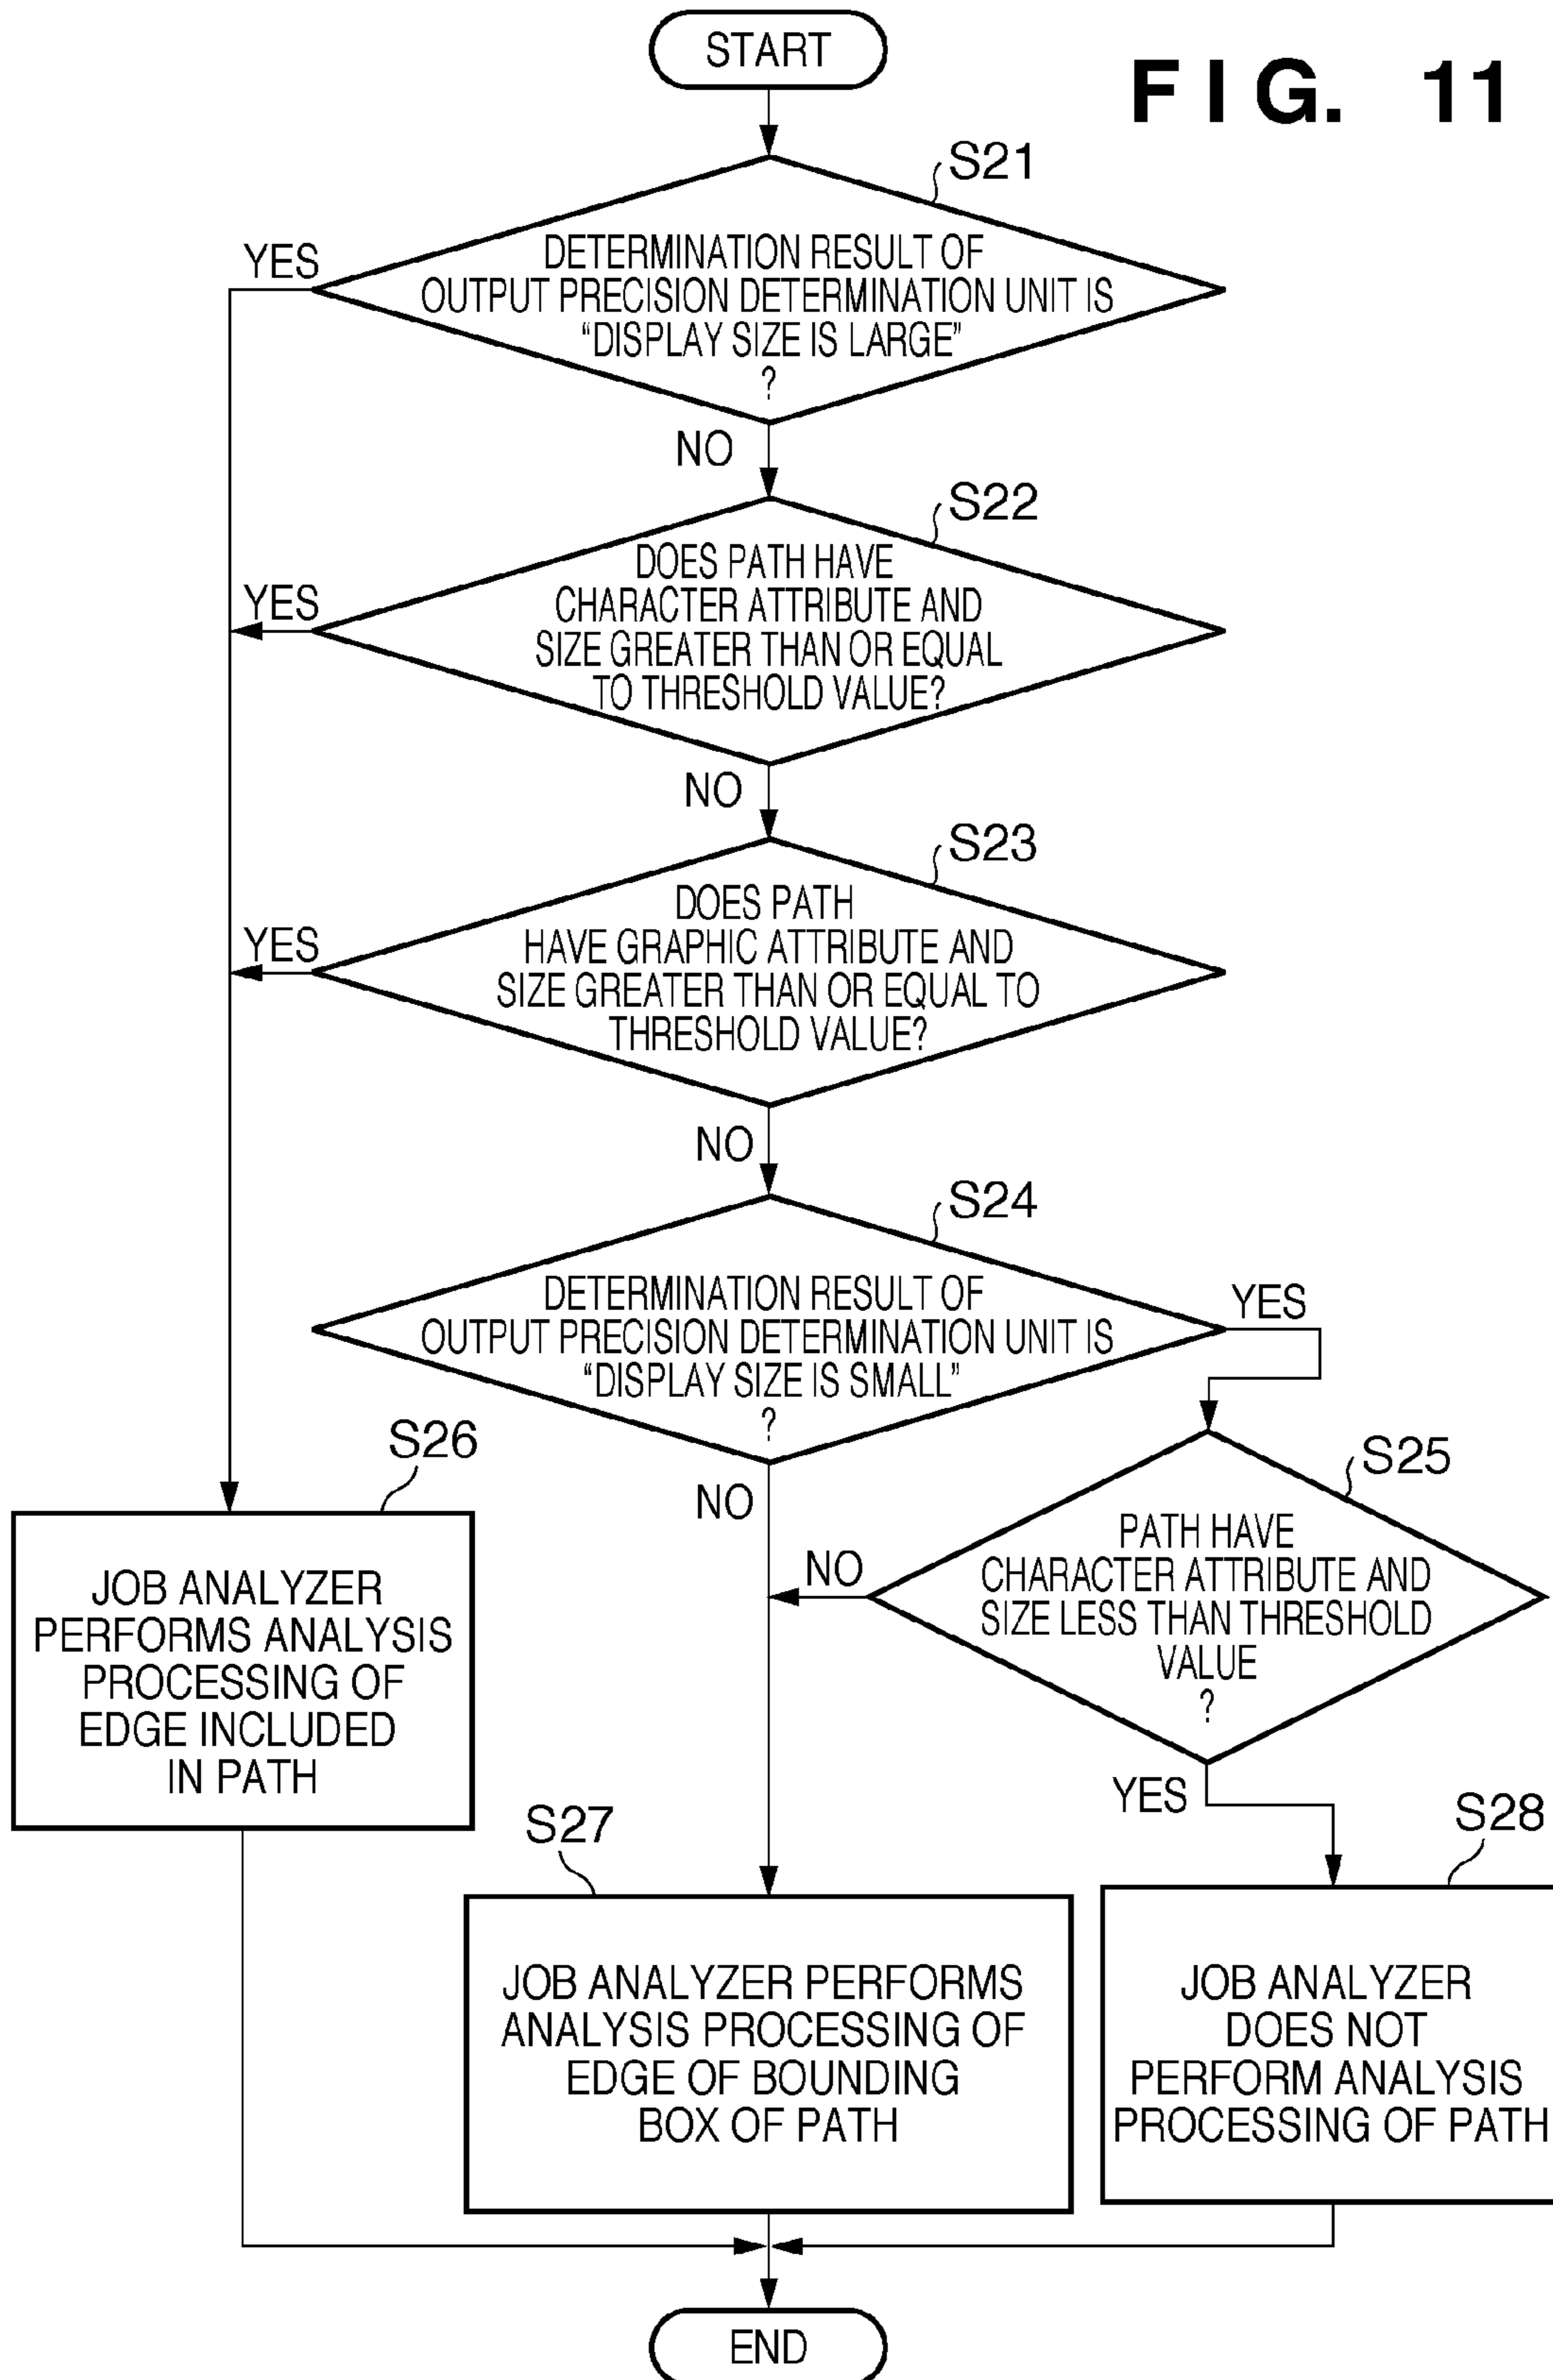 START
FIG. 11
S21
YES
DETERMINATION RESULT OF
OUTPUT PRECISION DETERMINATION UNIT IS
“DISPLAY SIZE IS LARGE”
?
NO
S22
YES
DOES PATH HAVE
CHARACTER ATTRIBUTE AND
SIZE GREATER THAN OR EQUAL
TO THRESHOLD VALUE?
NO
S23
YES
DOES PATH
HAVE GRAPHIC ATTRIBUTE AND
SIZE GREATER THAN OR EQUAL TO
THRESHOLD VALUE?
NO
S24
DETERMINATION RESULT OF
OUTPUT PRECISION DETERMINATION UNIT IS
“DISPLAY SIZE IS SMALL”
?
YES
NO
S25
PATH HAVE
CHARACTER ATTRIBUTE AND
SIZE LESS THAN THRESHOLD
VALUE
?
NO
YES
S26
JOB ANALYZER
PERFORMS ANALYSIS
PROCESSING OF
EDGE INCLUDED
IN PATH
S27
JOB ANALYZER PERFORMS
ANALYSIS PROCESSING OF
EDGE OF BOUNDING
BOX OF PATH
S28
JOB ANALYZER
DOES NOT
PERFORM ANALYSIS
PROCESSING OF PATH
END